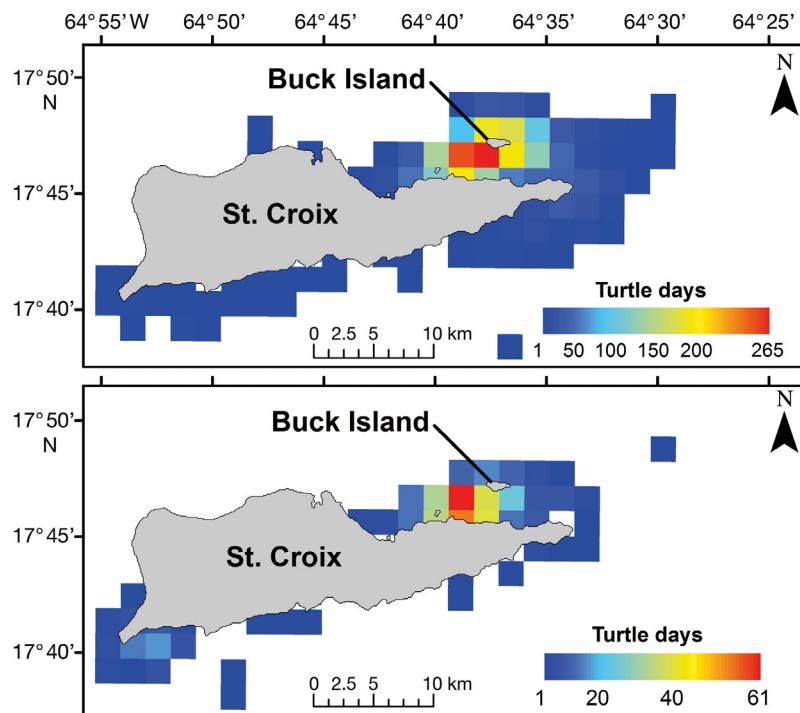 64°55’W 64°50’ 64°45’ 64°40’ 64°35’ 64°30’ 64°25’
17°50’
N
Buck Island
N
17°45’
St. Croix
17°40’
Turtle days
0 2.5 5 10 km
1 50 100 150 200 265
17°50’
N
Buck Island
N
17°45’
St. Croix
17°40’
Turtle days
0 2.5 5 10 km
1 20 40 61